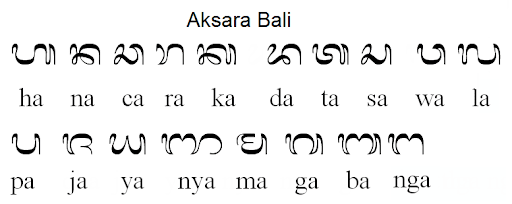 Aksara Bali
ᬳ ᬦ ᬘ ᬭ ᬓ ᬤ ᬢ ᬲ ᬯ ᬮ
ha na ca ra ka da ta sa wa la
ᬧ ᬚ ᬬ ᬜ ᬫ ᬕ ᬩ ᬗ
pa ja ya nya ma ga ba nga